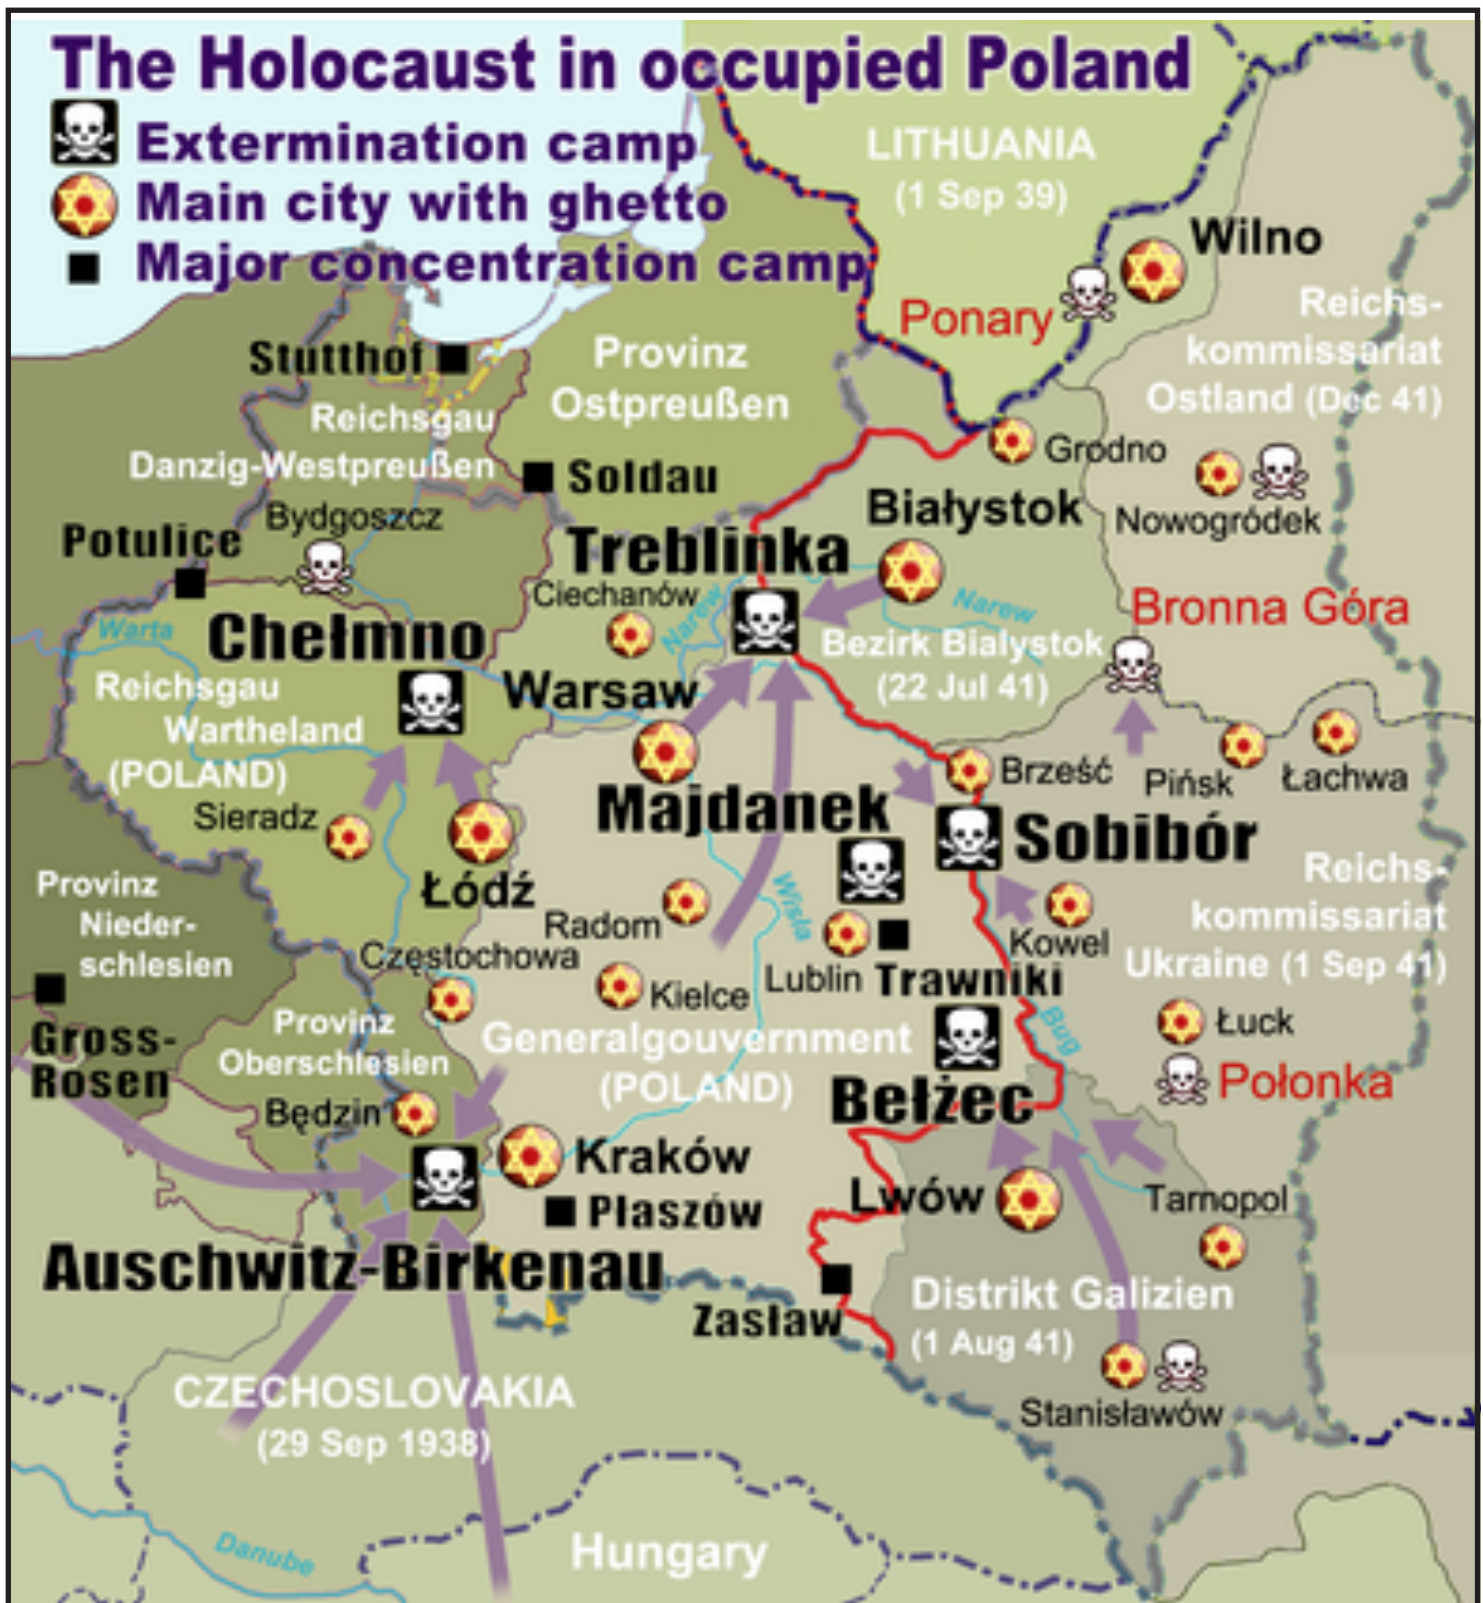 The Holocaust in occupied Poland
Extermination camp
Main city with ghetto
Major concentration camp
LITHUANIA
(1 Sep 39)
Wilno
Ponary
Reichs-
kommissariat
Ostland (Dec 41)
Stutthof
Provinz
Ostpreußen
Reichsgau
Danzig-Westpreußen
Grodno
Soldau
Nowogródek
Bydgoszcz
Białystok
Potulice
Treblinka
Ciechanów
Narew
Narew
Bronna Góra
Warta
Chełmno
Bezirk Bialystok
(22 Jul 41)
Reichsgau
Wartheland
(POLAND)
Warsaw
Brześć
Pińsk
Łachwa
Sieradz
Majdanek
Sobibór
Łódź
Provinz
Nieder-
schlesien
Reichs-
kommissariat
Ukraine (1 Sep 41)
Wisła
Radom
Kowel
Częstochowa
Kielce
Lublin
Trawniki
Gross-
Rosen
Provinz
Oberschlesien
Generalgouvernment
(POLAND)
Bug
Łuck
Połonka
Będzin
Bełżec
Kraków
Płaszów
Lwów
Tarnopol
Auschwitz-Birkenau
Zasław
Distrikt Galizien
(1 Aug 41)
Stanisławów
CZECHOSLOVAKIA
(29 Sep 1938)
Danube
Hungary